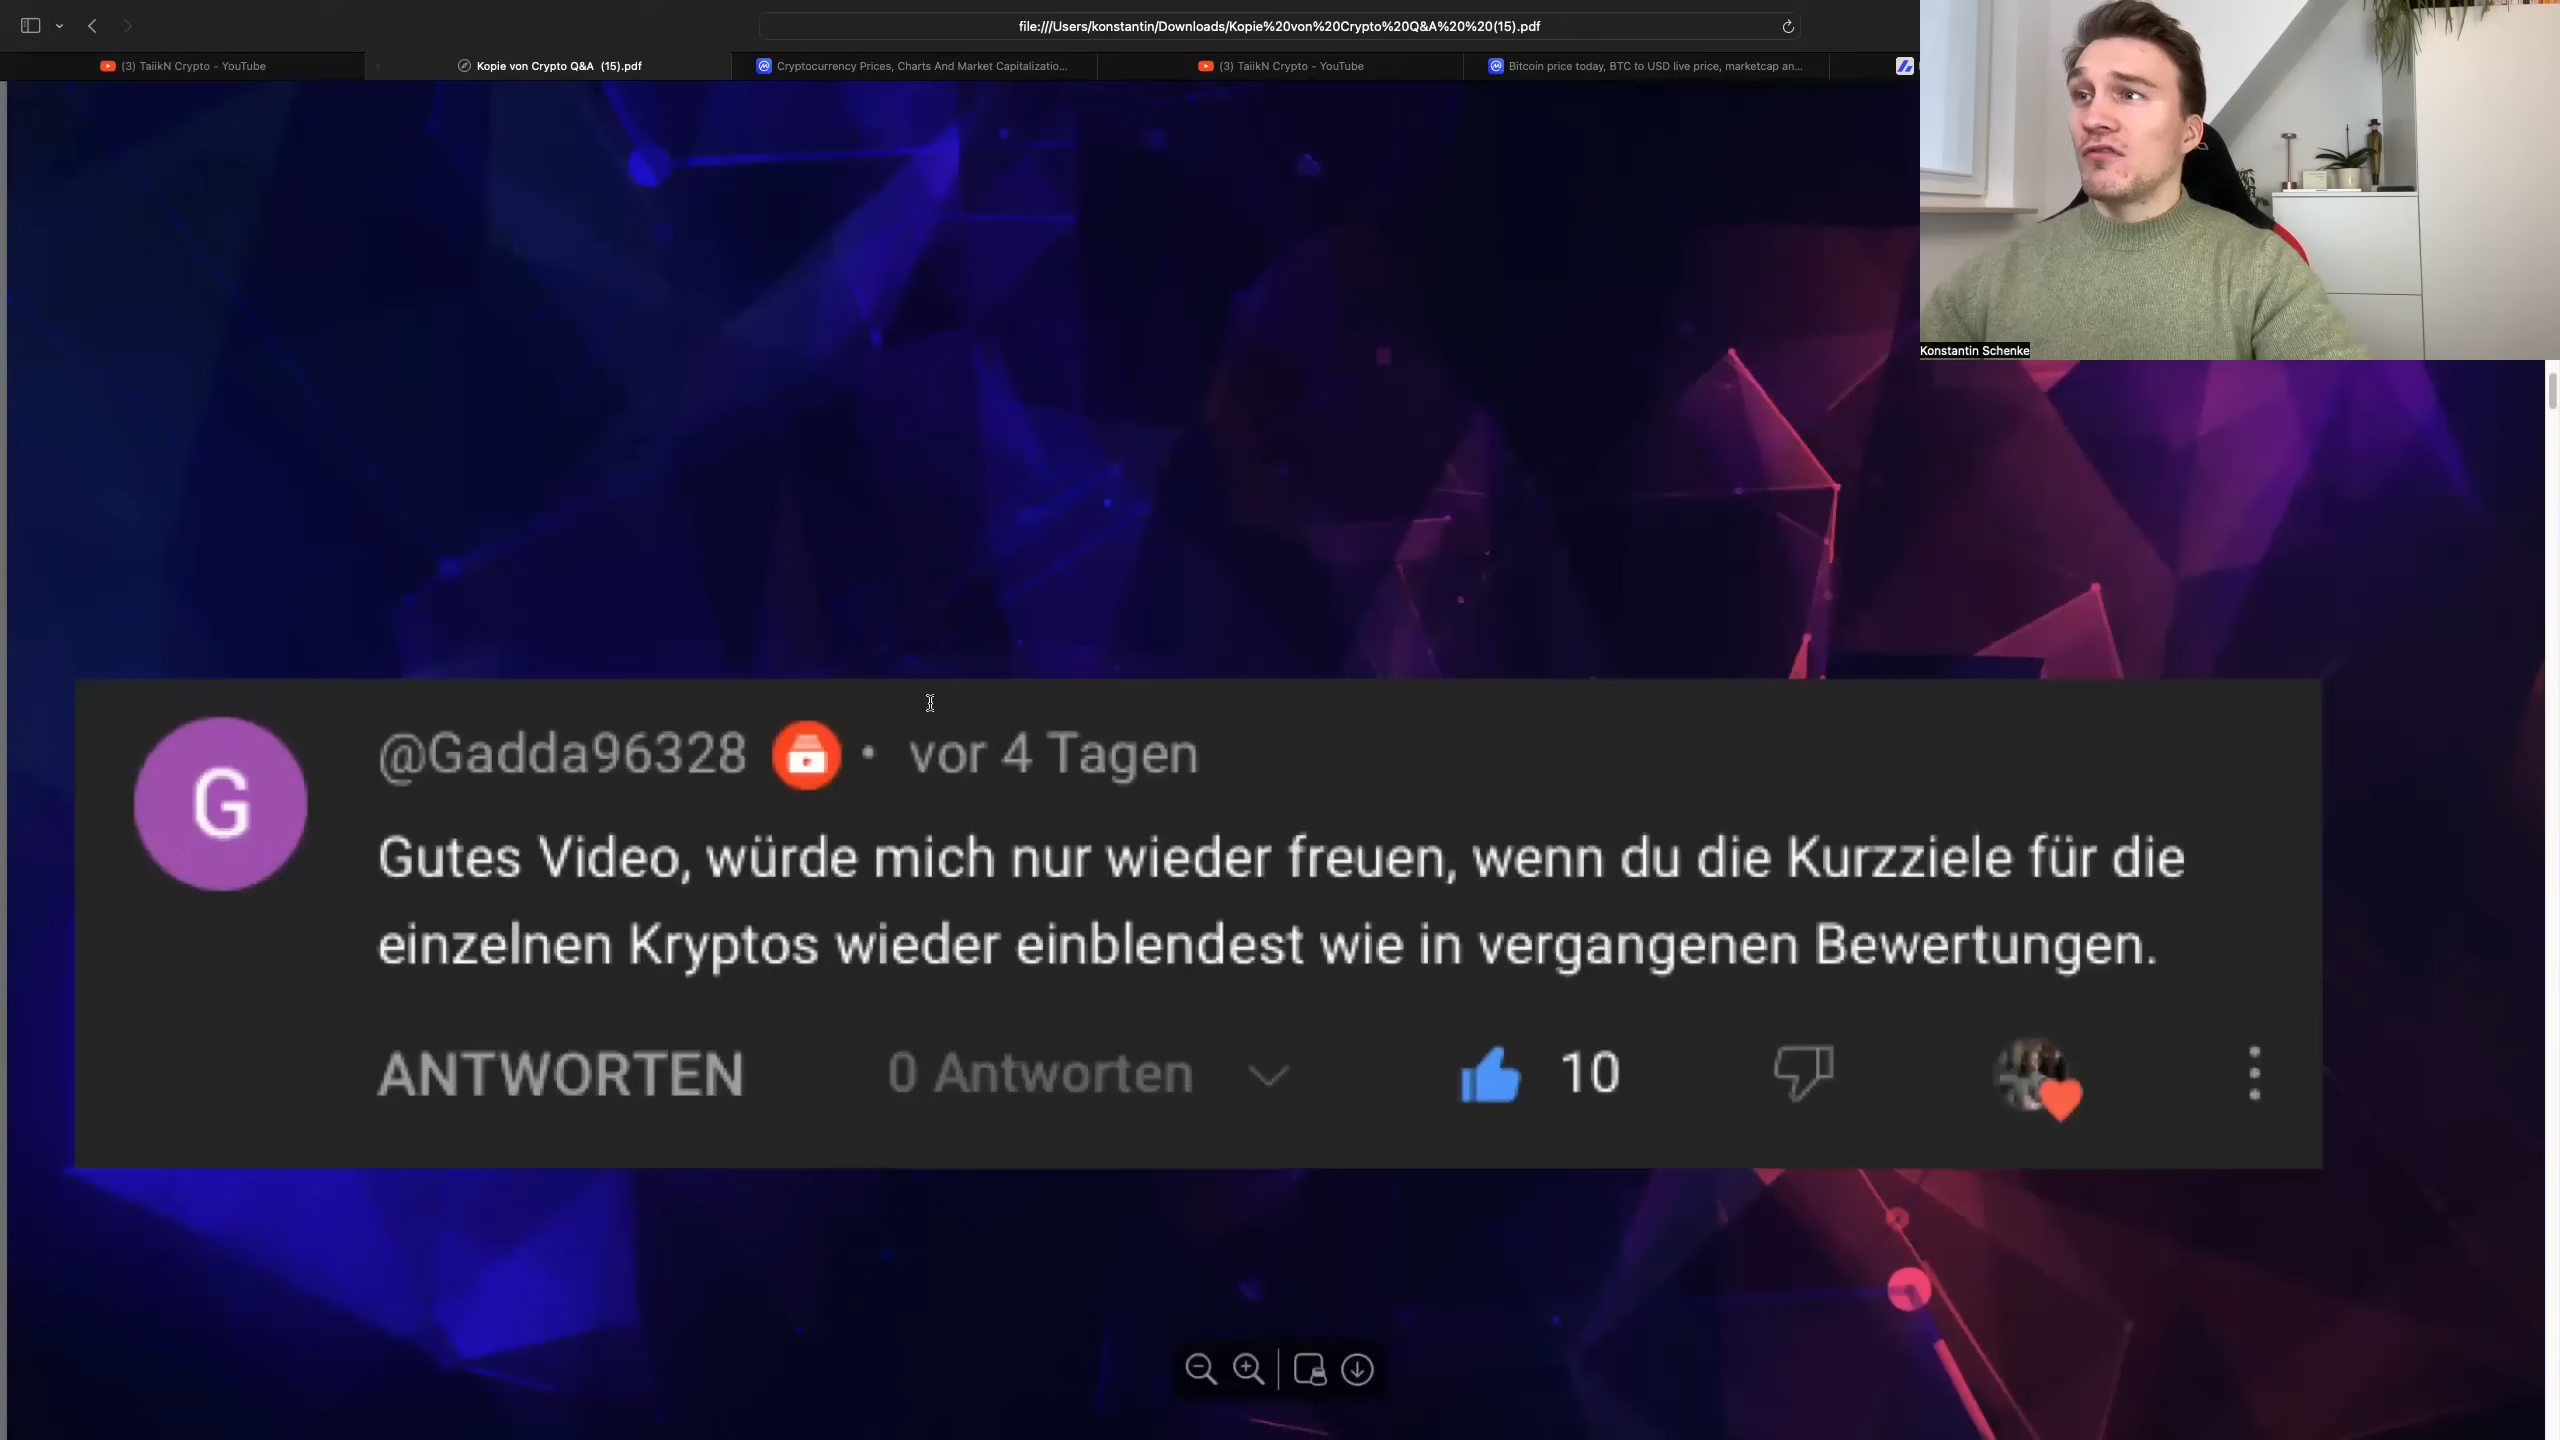 file:///Users/konstantin/Downloads/Kopie%20von%20Crypto%20Q&A%20%20(15).pdf
(3) TaiikN Crypto - YouTube
Kopie von Crypto Q&A (15).pdf
Cryptocurrency Prices, Charts And Market Capitalizatio...
(3) TaiikN Crypto - YouTube
Bitcoin price today, BTC to USD live price, marketcap an...
Konstantin Schenke
G
@Gadda96328 • vor 4 Tagen
Gutes Video, würde mich nur wieder freuen, wenn du die Kurzziele für die
einzelnen Kryptos wieder einblendest wie in vergangenen Bewertungen.
ANTWORTEN 0 Antworten 10